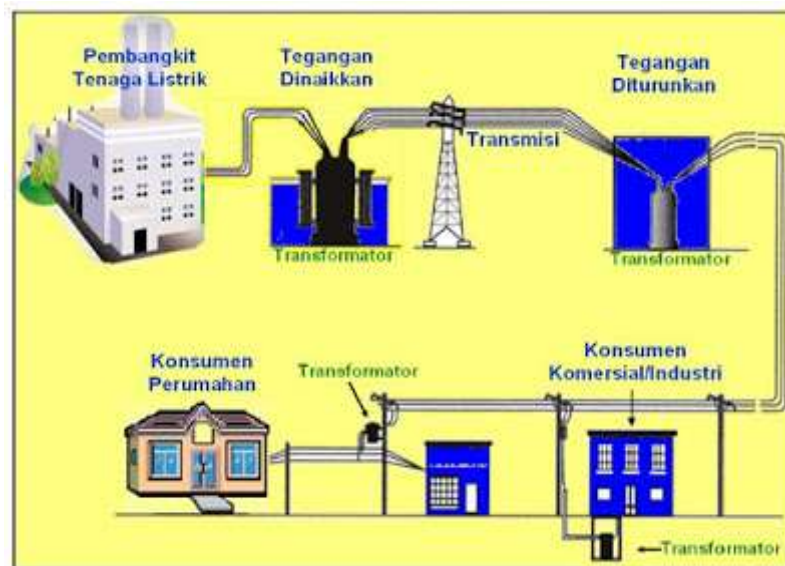 Pembangkit
Tenaga Listrik
Tegangan
Dinaikkan
Tegangan
Diturunkan
Transmisi
Transformator
Transformator
Konsumen
Perumahan
Transformator
Konsumen
Komersial/Industri
Transformator